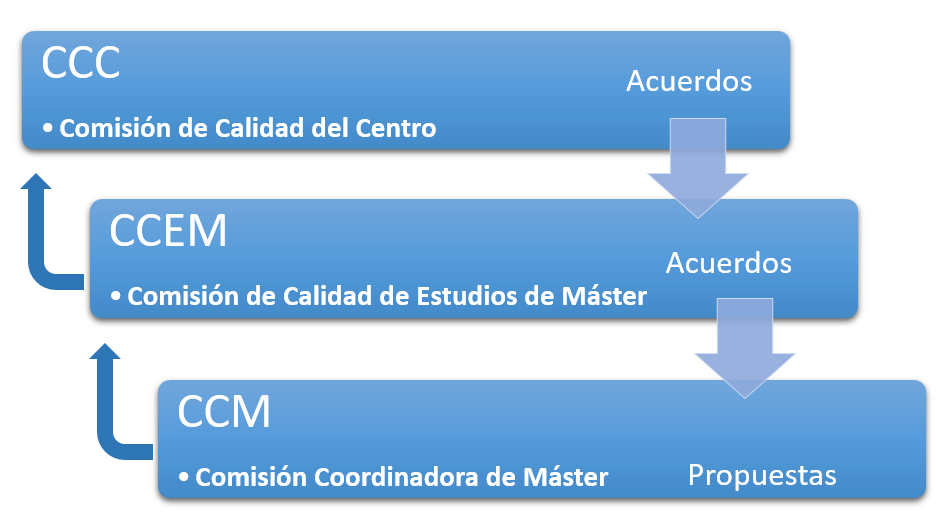 CCC
Acuerdos
• Comisión de Calidad del Centro
CCEM
Acuerdos
• Comisión de Calidad de Estudios de Máster
CCM
• Comisión Coordinadora de Máster
Propuestas